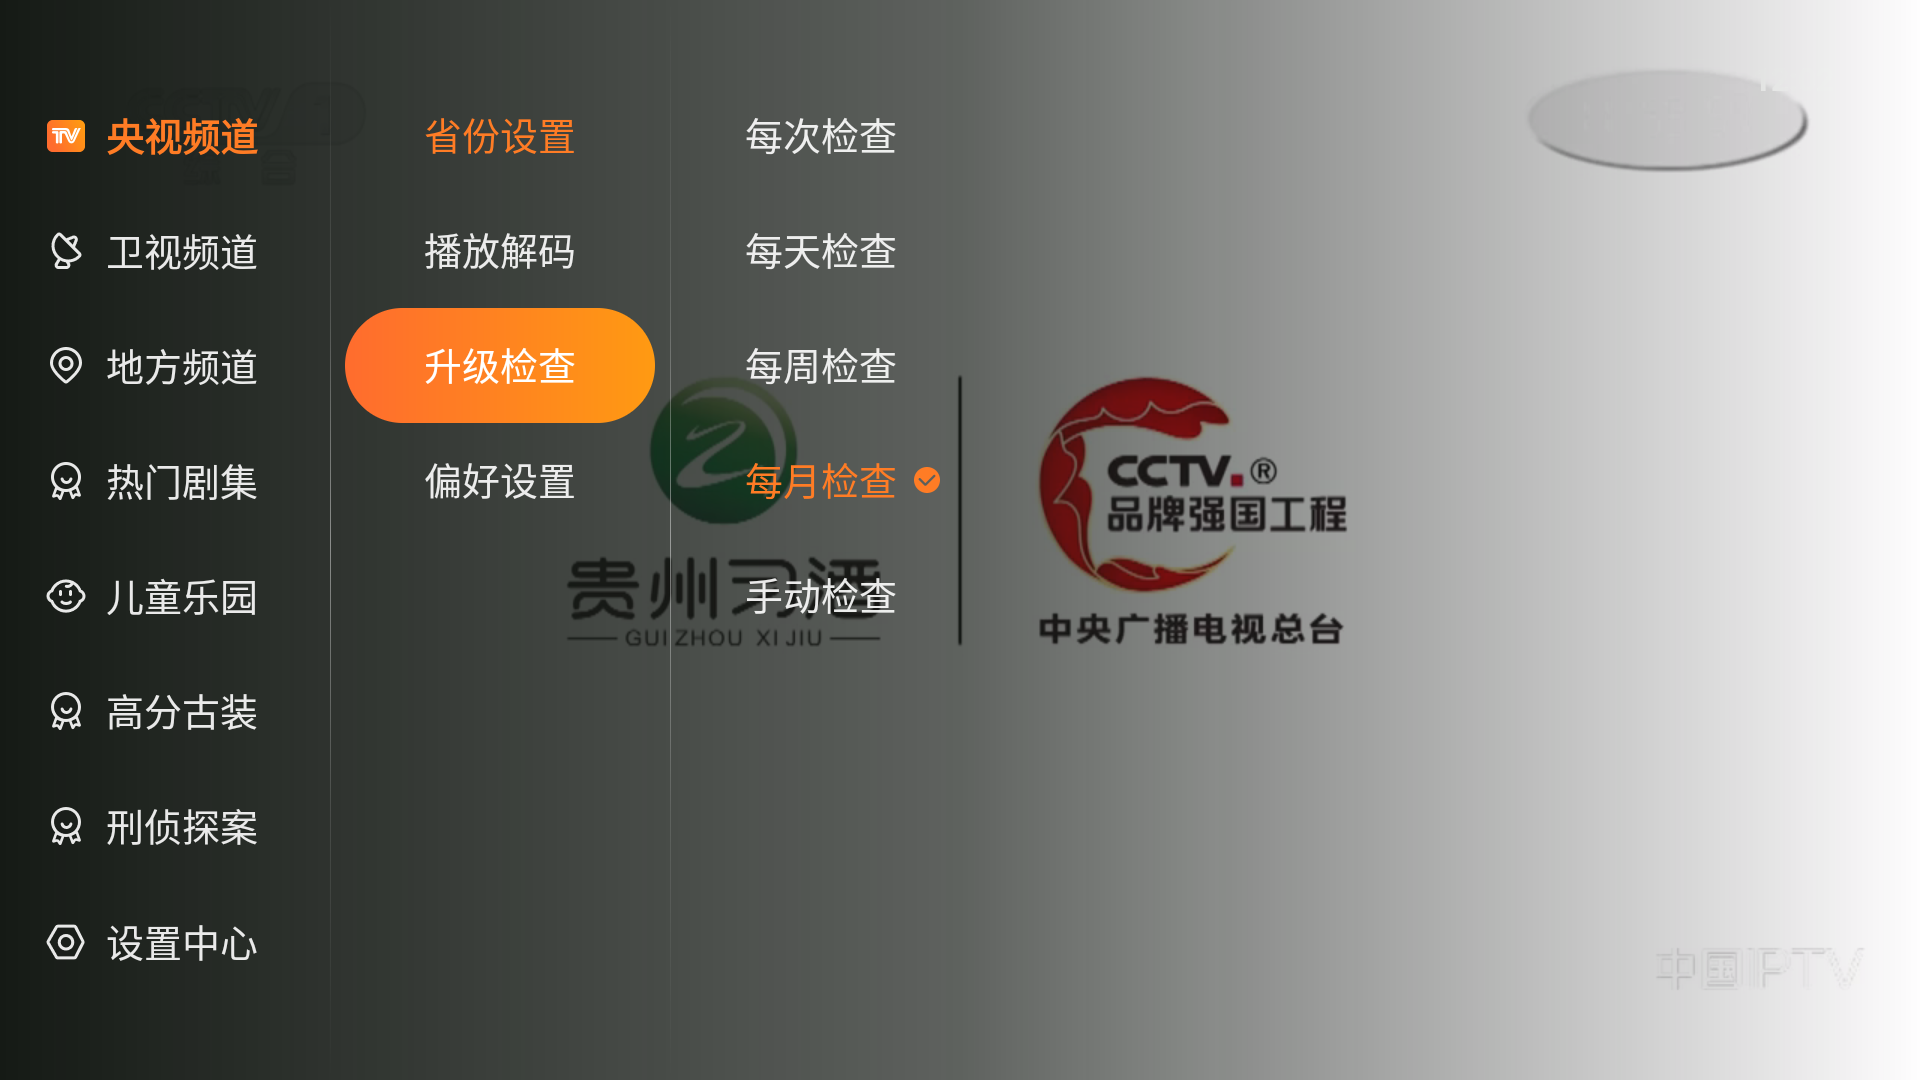 央视频道
卫视频道
地方频道
热门剧集
儿童乐园
高分古装
刑侦探案
设置中心
省份设置
播放解码
升级检查
偏好设置
每次检查
每天检查
每周检查
每月检查
手动检查
贵州习酒
GUIZHOU XIJIU
CCTV.®
品牌强国工程
中央广播电视总台
中国IPTV